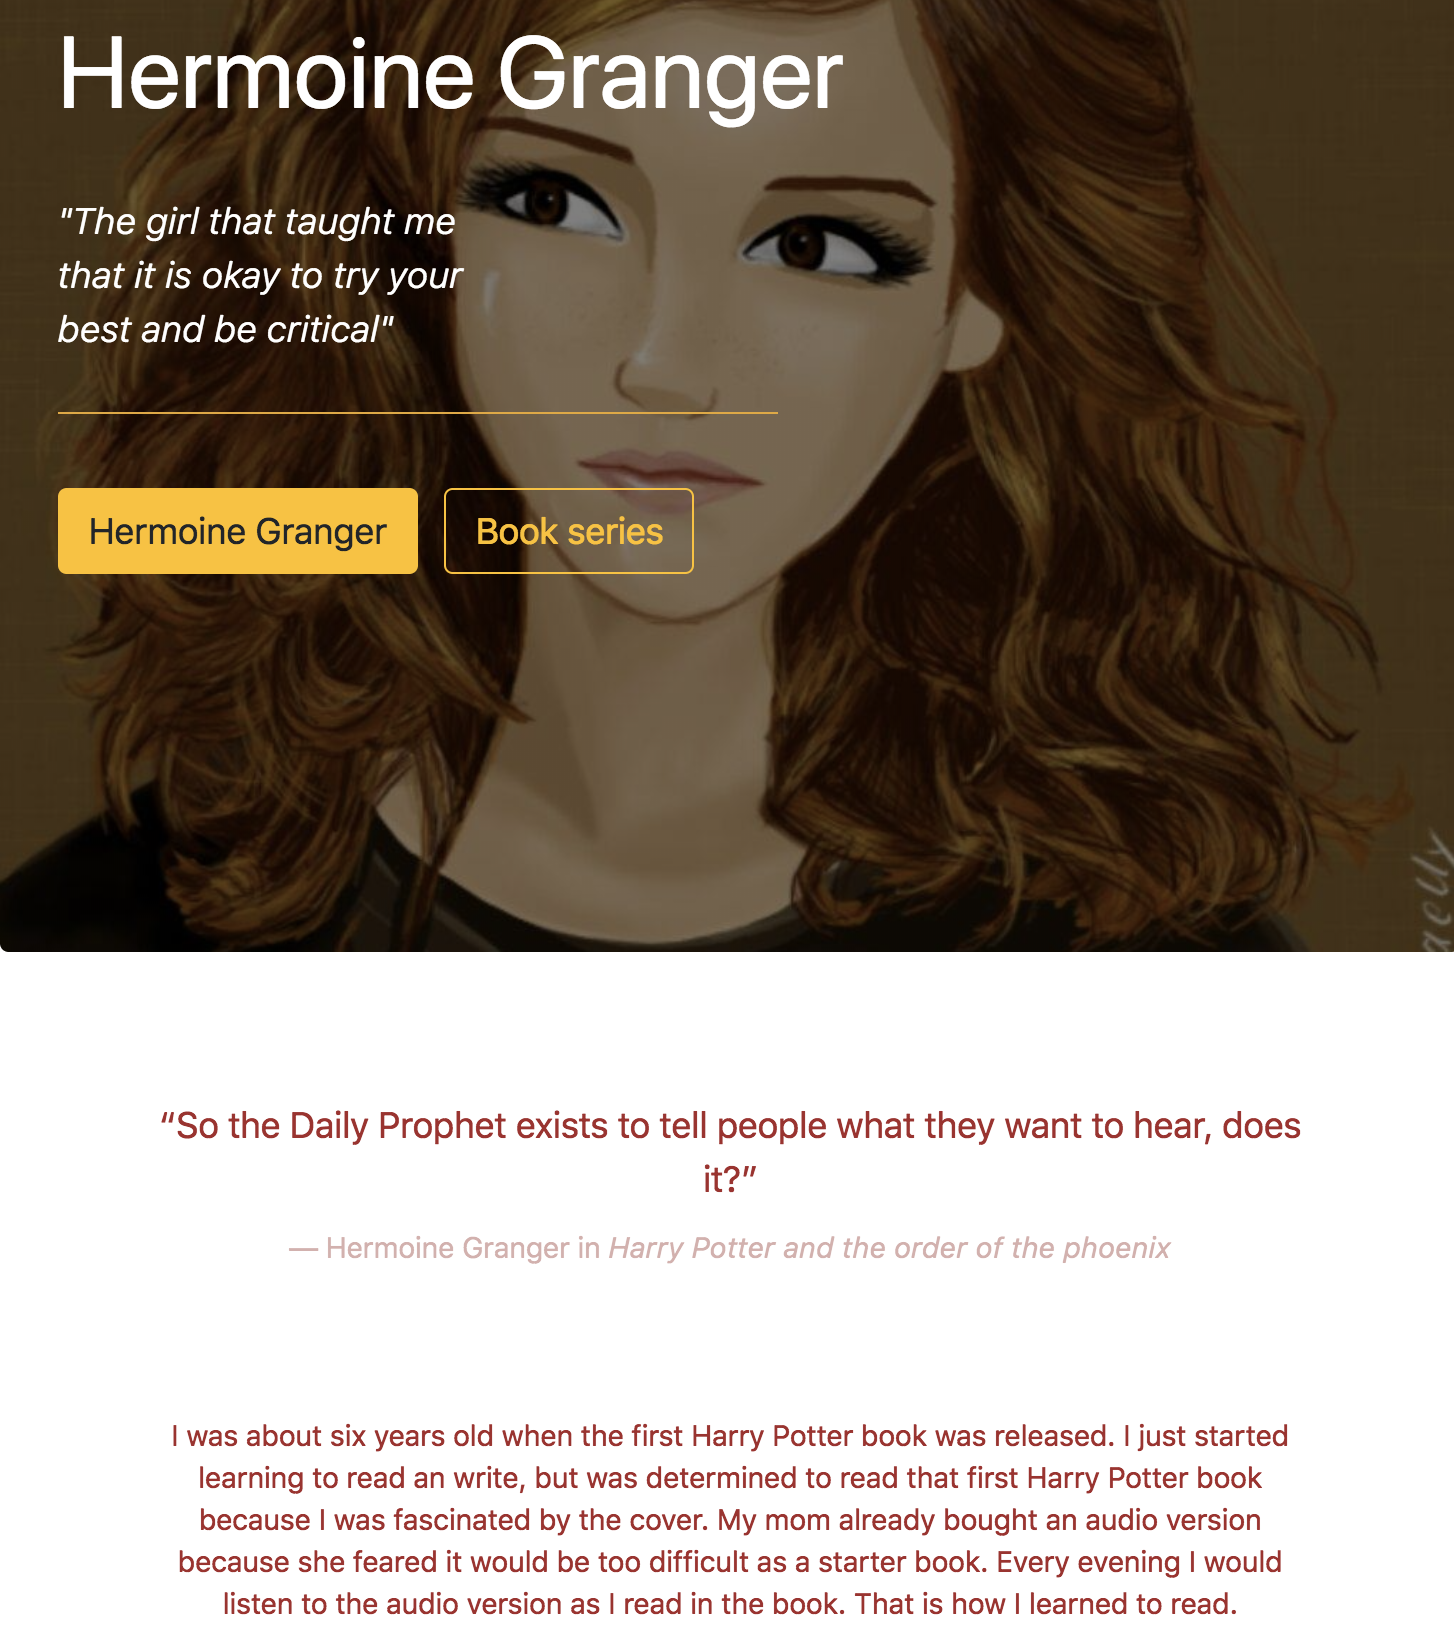 Hermoine Granger
"The girl that taught me
that it is okay to try your
best and be critical"
Hermoine Granger
Book series
“So the Daily Prophet exists to tell people what they want to hear, does
it?”
— Hermoine Granger in Harry Potter and the order of the phoenix
I was about six years old when the first Harry Potter book was released. I just started
learning to read an write, but was determined to read that first Harry Potter book
because I was fascinated by the cover. My mom already bought an audio version
because she feared it would be too difficult as a starter book. Every evening I would
listen to the audio version as I read in the book. That is how I learned to read.